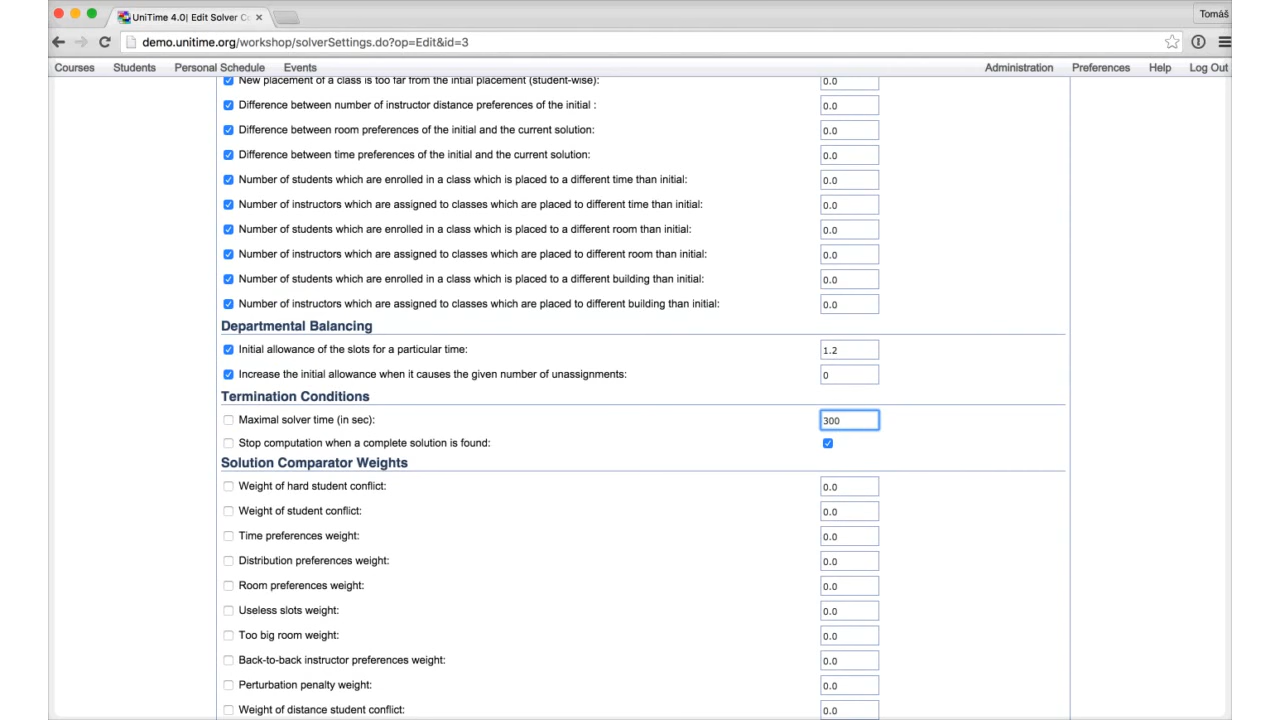 UniTime 4.0| Edit Solver C
Tomáš
demo.unitime.org/workshop/solverSettings.do?op=Edit&id=3
Courses Students Personal Schedule Events Administration Preferences Help Log Out
New placement of a class is too far from the intial placement (student-wise): 0.0
Difference between number of instructor distance preferences of the initial : 0.0
Difference between room preferences of the initial and the current solution: 0.0
Difference between time preferences of the initial and the current solution: 0.0
Number of students which are enrolled in a class which is placed to a different time than initial: 0.0
Number of instructors which are assigned to classes which are placed to different time than initial: 0.0
Number of students which are enrolled in a class which is placed to a different room than initial: 0.0
Number of instructors which are assigned to classes which are placed to different room than initial: 0.0
Number of students which are enrolled in a class which is placed to a different building than initial: 0.0
Number of instructors which are assigned to classes which are placed to different building than initial: 0.0
Departmental Balancing
Initial allowance of the slots for a particular time: 1.2
Increase the initial allowance when it causes the given number of unassignments: 0
Termination Conditions
Maximal solver time (in sec): 300
Stop computation when a complete solution is found:
Solution Comparator Weights
Weight of hard student conflict: 0.0
Weight of student conflict: 0.0
Time preferences weight: 0.0
Distribution preferences weight: 0.0
Room preferences weight: 0.0
Useless slots weight: 0.0
Too big room weight: 0.0
Back-to-back instructor preferences weight: 0.0
Perturbation penalty weight: 0.0
Weight of distance student conflict: 0.0